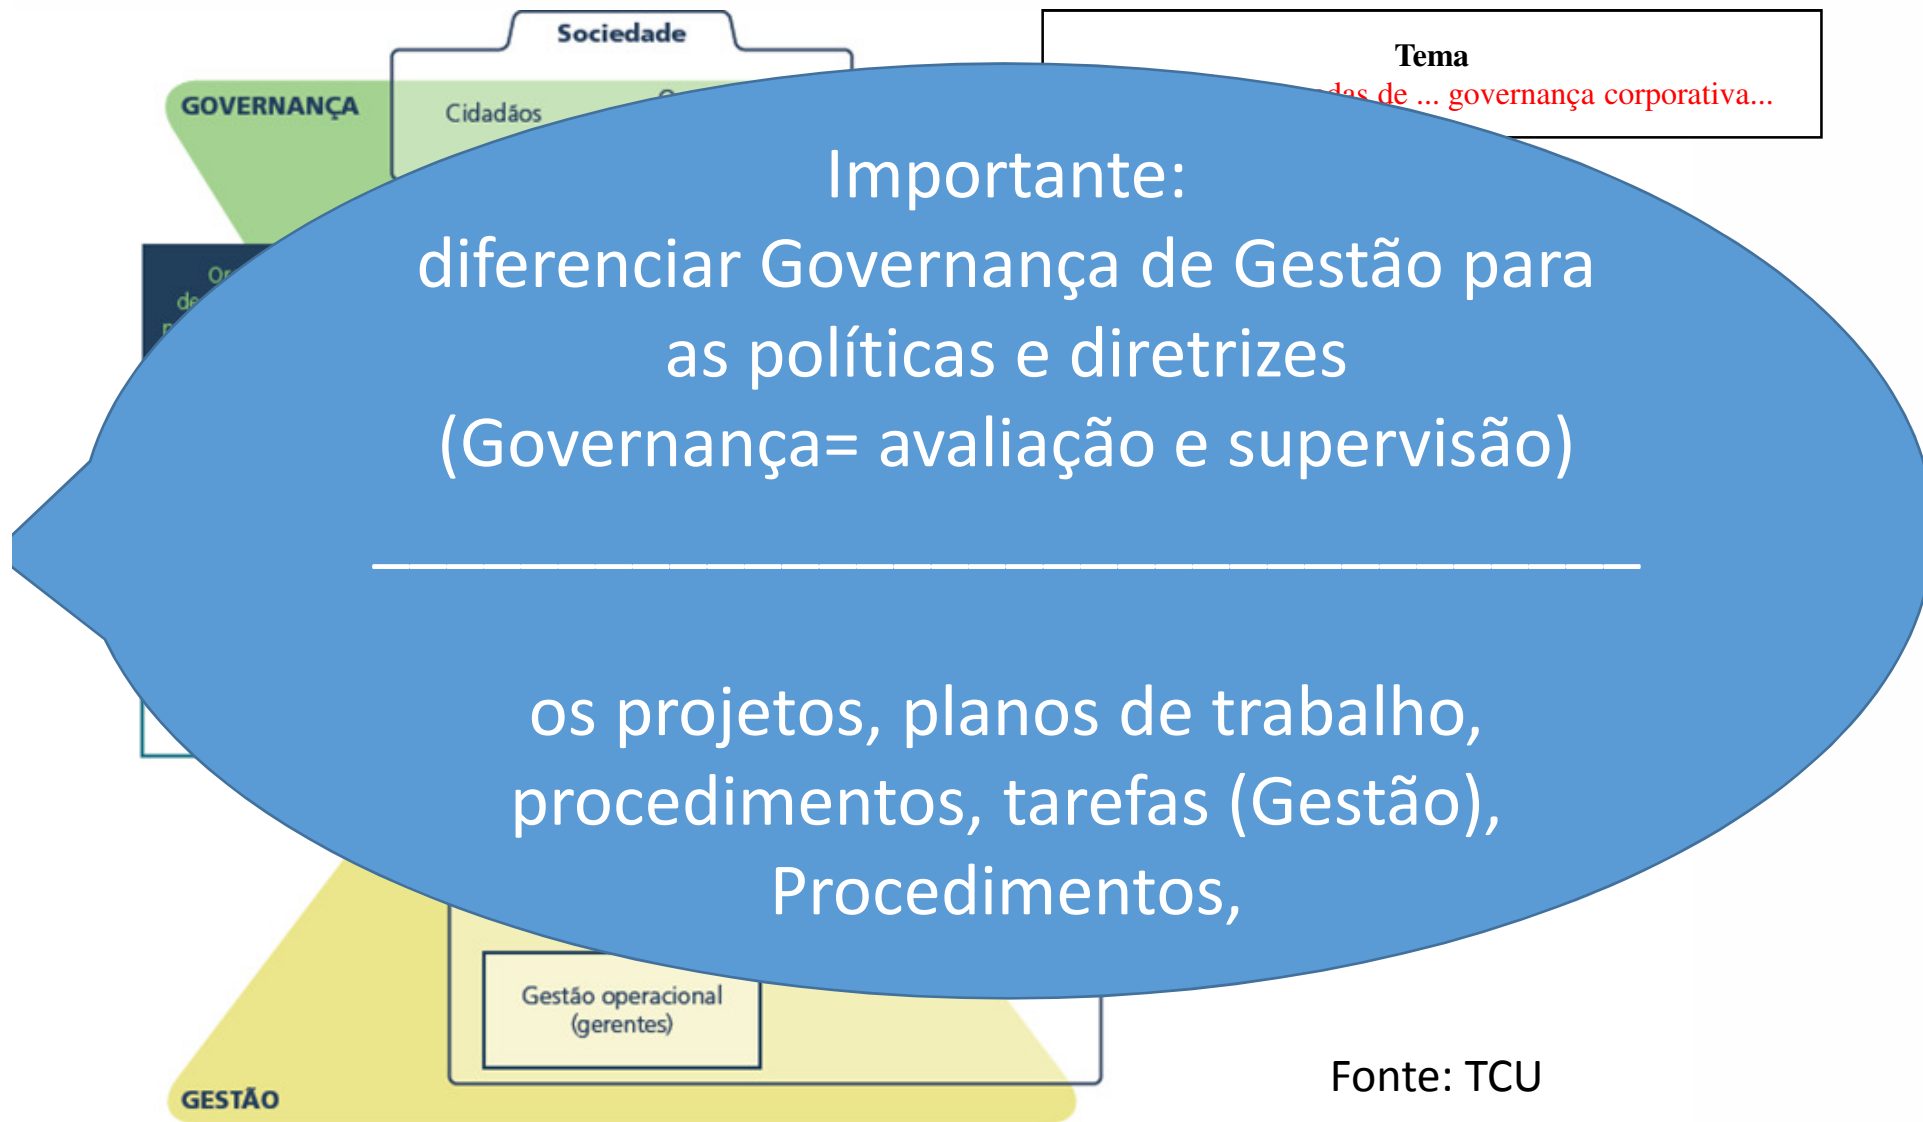 Sociedade
Tema
das de ... governança corporativa...
GOVERNANÇA
Cidadãos
Importante:
diferenciar Governança de Gestão para
as políticas e diretrizes
(Governança= avaliação e supervisão)
os projetos, planos de trabalho,
procedimentos, tarefas (Gestão),
Procedimentos,
Gestão operacional
(gerentes)
Fonte: TCU
GESTÃO